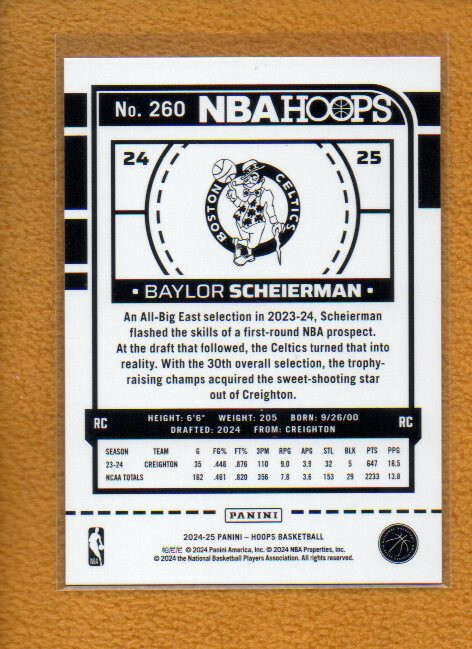 No. 260 NBA HOOPS
24 25
BOSTON CELTICS
• BAYLOR SCHEIERMAN •
An All-Big East selection in 2023-24, Scheierman
flashed the skills of a first-round NBA prospect.
At the draft that followed, the Celtics turned that into
reality. With the 30th overall selection, the trophy-
raising champs acquired the sweet-shooting star
out of Creighton.
RC HEIGHT: 6'6" WEIGHT: 205 BORN: 9/26/00 RC
DRAFTED: 2024 FROM: CREIGHTON
SEASON TEAM G FG% FT% 3PM RPG APG STL BLK PTS PPG
23-24 CREIGHTON 35 .448 .876 110 9.0 3.9 32 5 647 18.5
NCAA TOTALS 162 .461 .820 356 7.8 3.6 153 29 2233 13.8
PANINI
2024-25 PANINI – HOOPS BASKETBALL
帕尼尼 © 2024 Panini America, Inc. © 2024 NBA Properties, Inc.
© 2024 the National Basketball Players Association. All rights reserved.
NBA